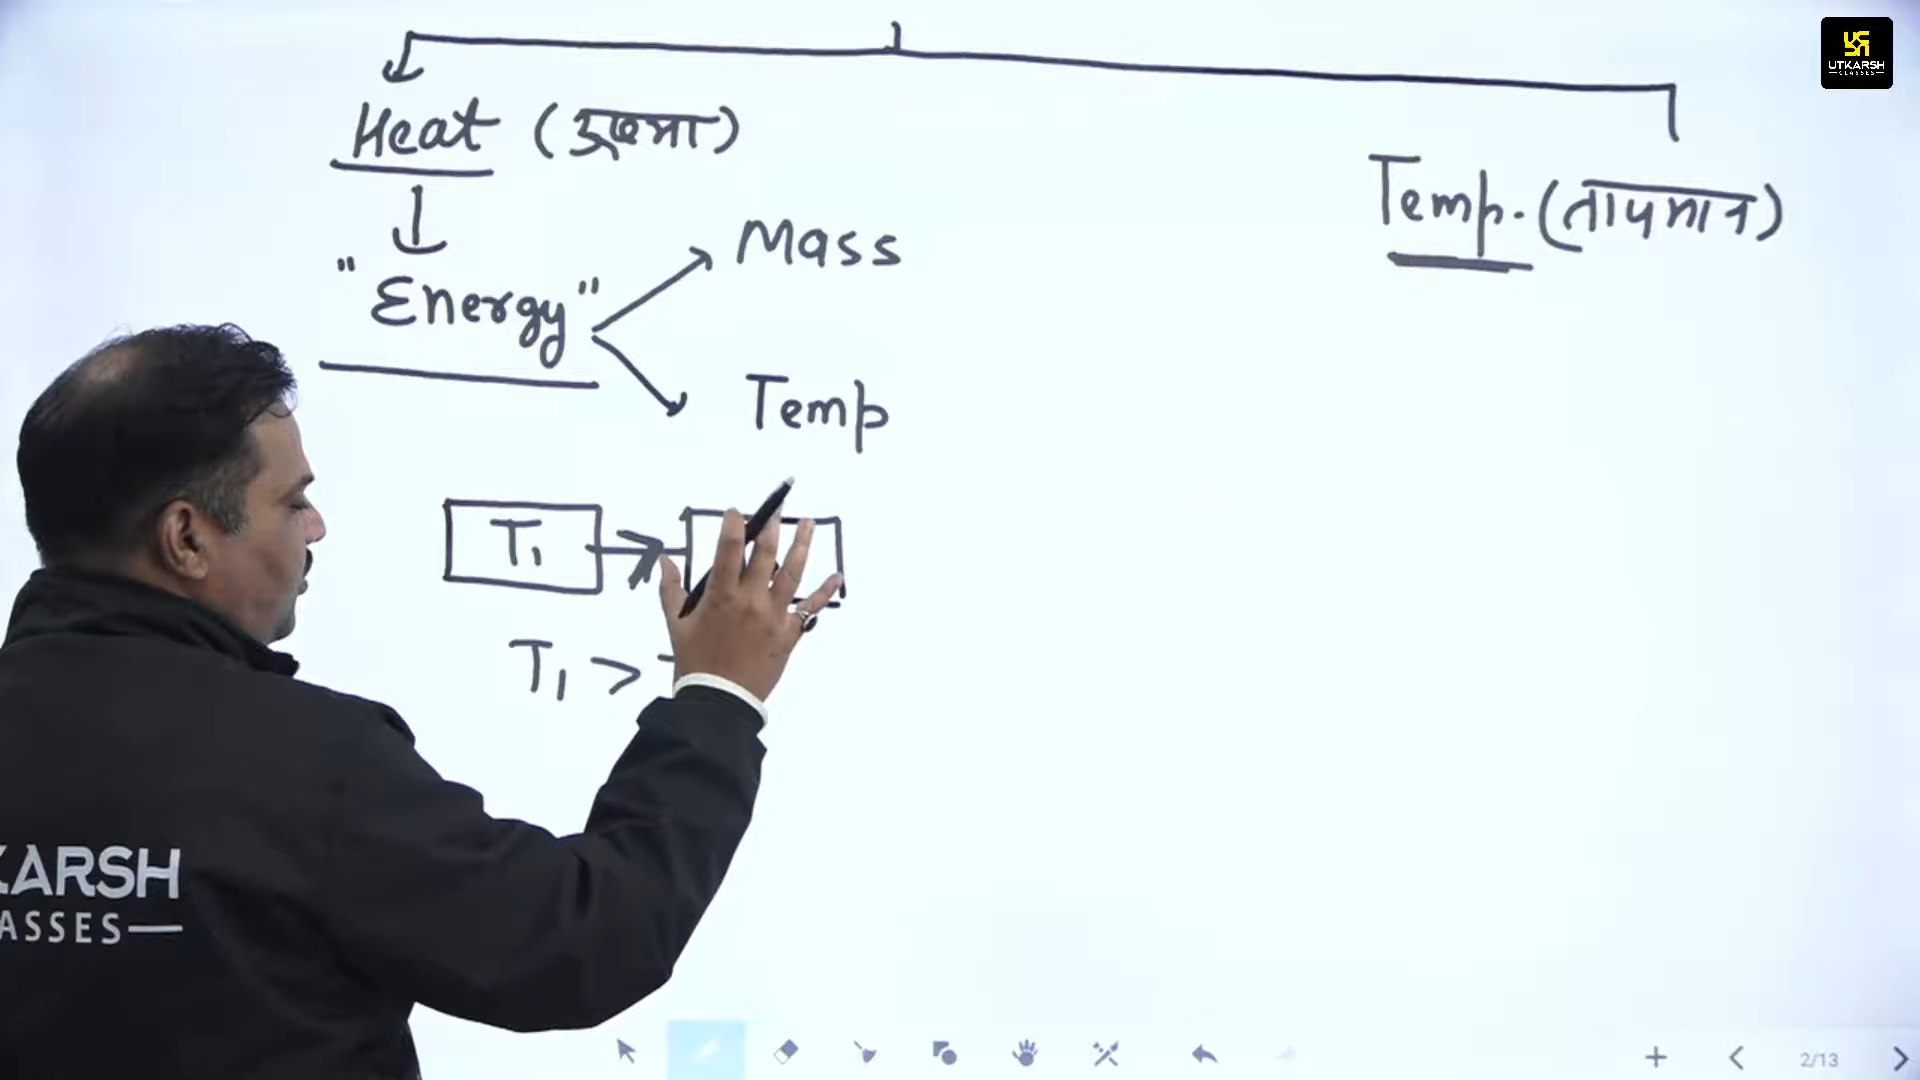 UTKARSH
CLASSES
Heat (ऊष्मा)
Temp. (तापमान)
Mass
"Energy"
Temp
T₁
T₁ >
KARSH
ASSES
2/13